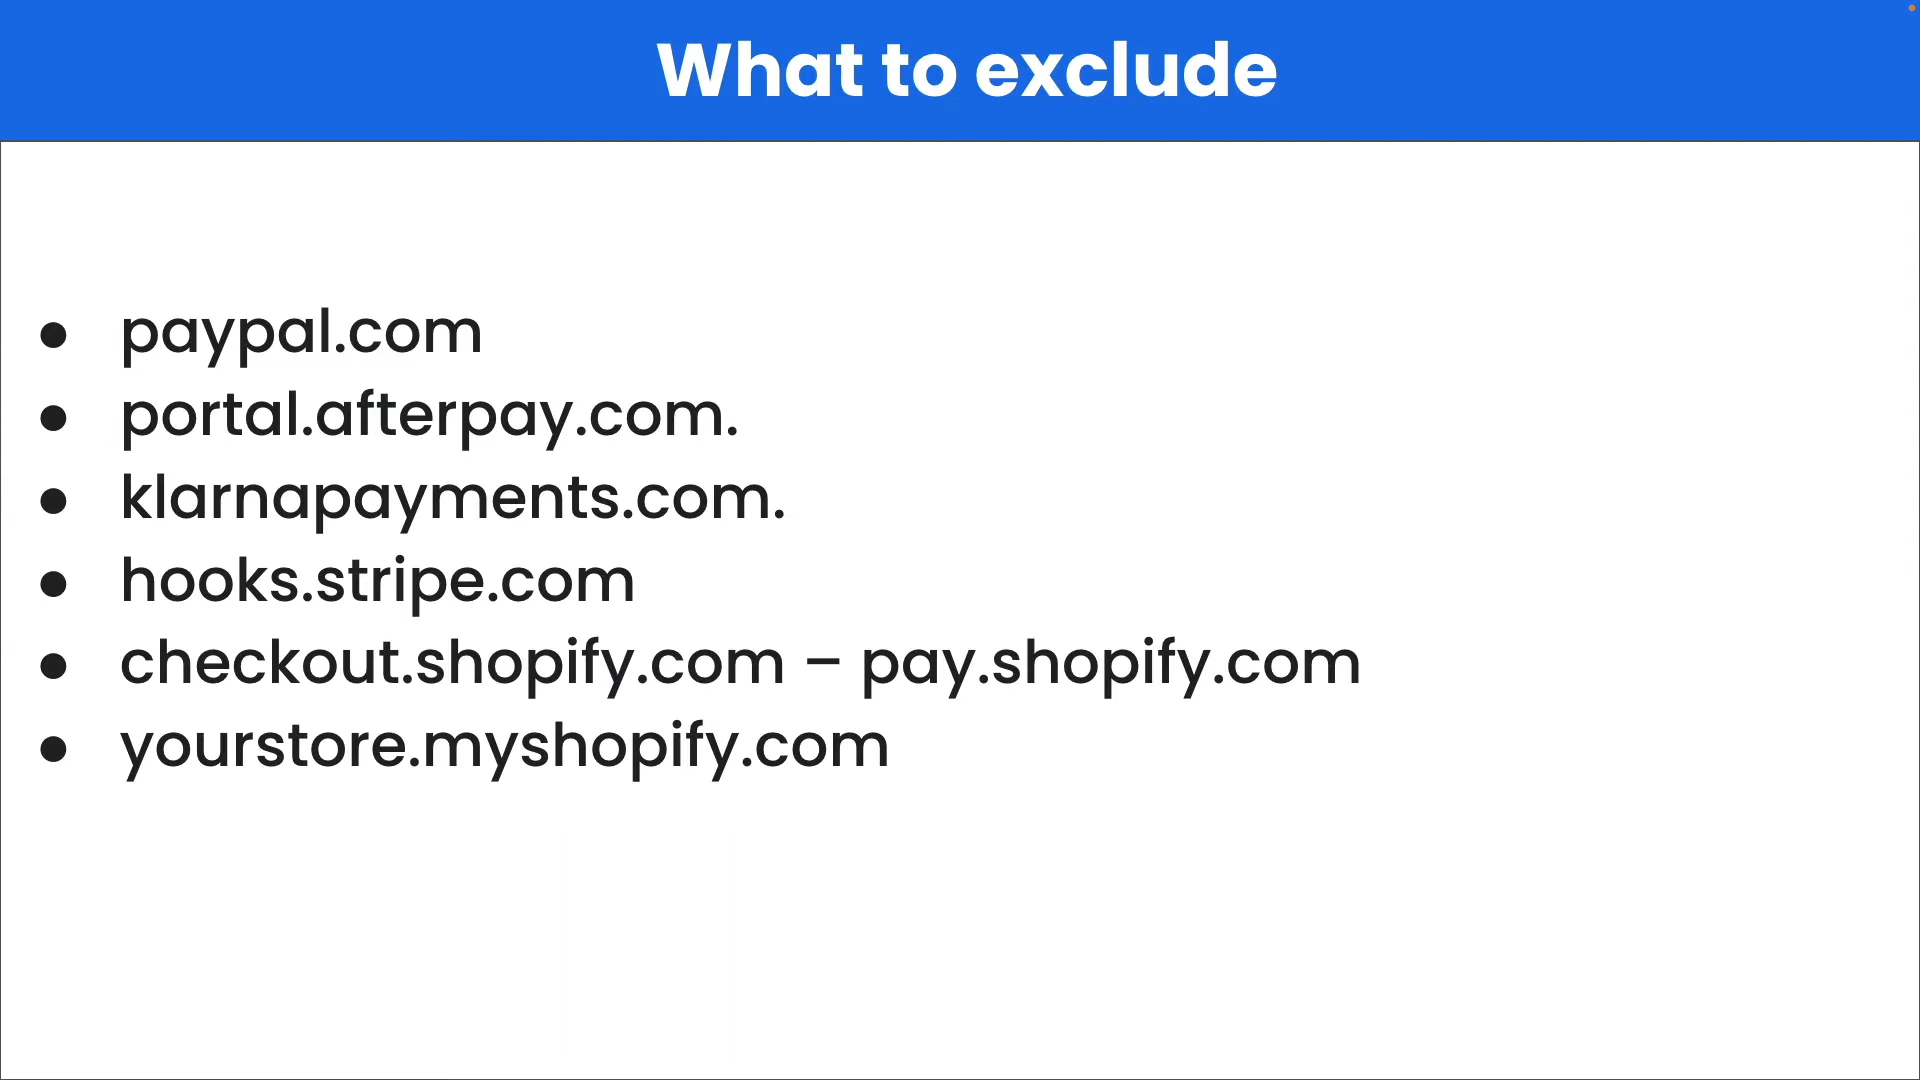 What to exclude
● paypal.com
● portal.afterpay.com.
● klarnapayments.com.
● hooks.stripe.com
● checkout.shopify.com – pay.shopify.com
● yourstore.myshopify.com